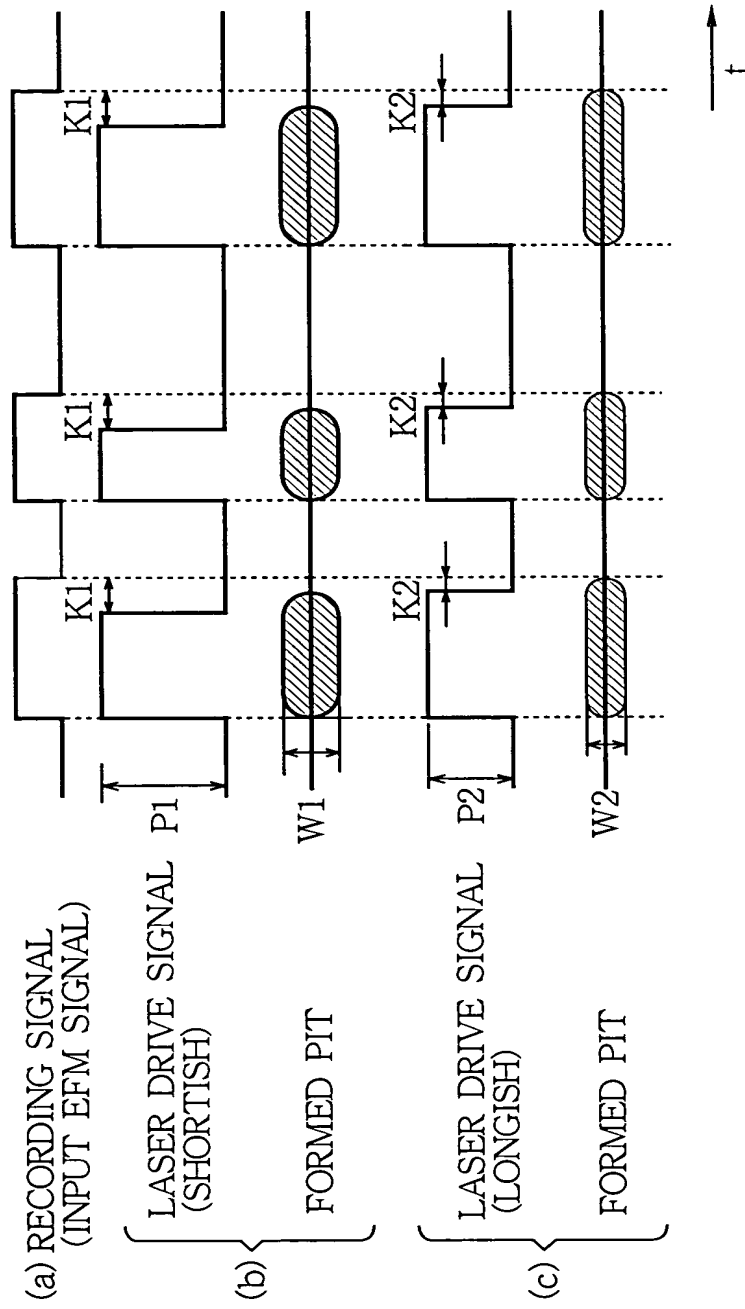 (a) RECORDING SIGNAL
(INPUT EFM SIGNAL)
K1
K1
K1
(b)
LASER DRIVE SIGNAL
(SHORTISH)
P1
FORMED PIT
W1
K2
K2
K2
(c)
LASER DRIVE SIGNAL
(LONGISH)
P2
FORMED PIT
W2
t